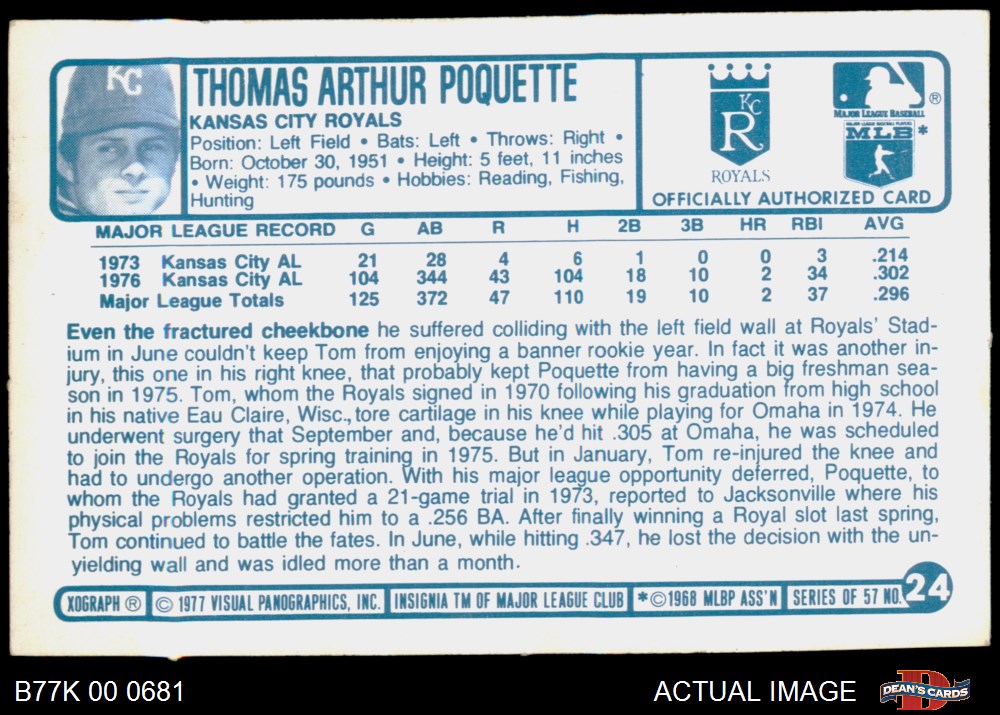 KC
THOMAS ARTHUR POQUETTE
KANSAS CITY ROYALS
Position: Left Field • Bats: Left • Throws: Right •
Born: October 30, 1951 • Height: 5 feet, 11 inches
• Weight: 175 pounds • Hobbies: Reading, Fishing,
Hunting
KC
R
ROYALS
®
MAJOR LEAGUE BASEBALL
MAJOR LEAGUE BASEBALL PLAYERS
MLB*
OFFICIALLY AUTHORIZED CARD
MAJOR LEAGUE RECORD G AB R H 2B 3B HR RBI AVG
1973 Kansas City AL 21 28 4 6 1 0 0 3 .214
1976 Kansas City AL 104 344 43 104 18 10 2 34 .302
Major League Totals 125 372 47 110 19 10 2 37 .296
Even the fractured cheekbone he suffered colliding with the left field wall at Royals' Stad-
ium in June couldn't keep Tom from enjoying a banner rookie year. In fact it was another in-
jury, this one in his right knee, that probably kept Poquette from having a big freshman sea-
son in 1975. Tom, whom the Royals signed in 1970 following his graduation from high school
in his native Eau Claire, Wisc., tore cartilage in his knee while playing for Omaha in 1974. He
underwent surgery that September and, because he'd hit .305 at Omaha, he was scheduled
to join the Royals for spring training in 1975. But in January, Tom re-injured the knee and
had to undergo another operation. With his major league opportunity deferred, Poquette, to
whom the Royals had granted a 21-game trial in 1973, reported to Jacksonville where his
physical problems restricted him to a .256 BA. After finally winning a Royal slot last spring,
Tom continued to battle the fates. In June, while hitting .347, he lost the decision with the un-
yielding wall and was idled more than a month.
XOGRAPH ® © 1977 VISUAL PANOGRAPHICS, INC. INSIGNIA TM OF MAJOR LEAGUE CLUB *©1968 MLBP ASS'N SERIES OF 57 NO. 24
B77K 00 0681
ACTUAL IMAGE
DEAN'S CARDS